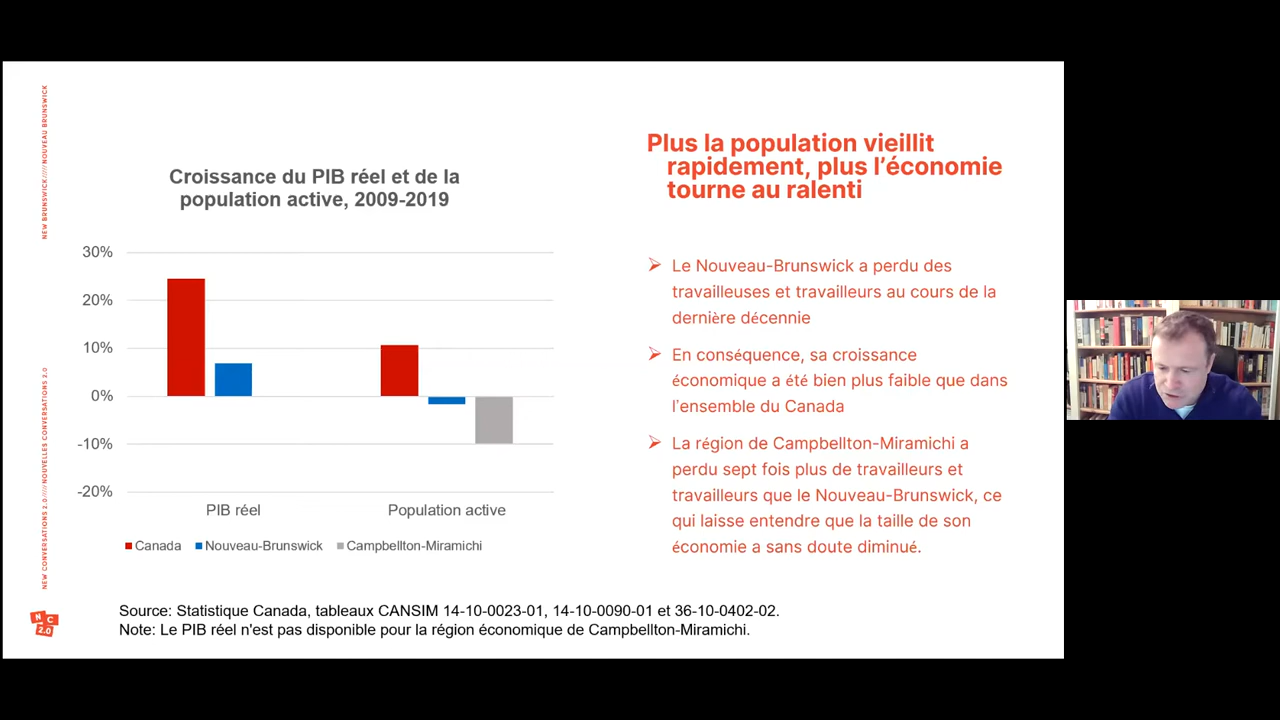 NEW BRUNSWICK////NOUVEAU BRUNSWICK
NEW CONVERSATIONS 2.0////NOUVELLES CONVERSATIONS 2.0
Croissance du PIB réel et de la
population active, 2009-2019
30%
20%
10%
0%
-10%
-20%
PIB réel
Population active
Canada
Nouveau-Brunswick
Campbellton-Miramichi
Plus la population vieillit
rapidement, plus l’économie
tourne au ralenti
Le Nouveau-Brunswick a perdu des
travailleuses et travailleurs au cours de la
dernière décennie
En conséquence, sa croissance
économique a été bien plus faible que dans
l’ensemble du Canada
La région de Campbellton-Miramichi a
perdu sept fois plus de travailleurs et
travailleurs que le Nouveau-Brunswick, ce
qui laisse entendre que la taille de son
économie a sans doute diminué.
Source: Statistique Canada, tableaux CANSIM 14-10-0023-01, 14-10-0090-01 et 36-10-0402-02.
Note: Le PIB réel n'est pas disponible pour la région économique de Campbellton-Miramichi.
N C
2.0